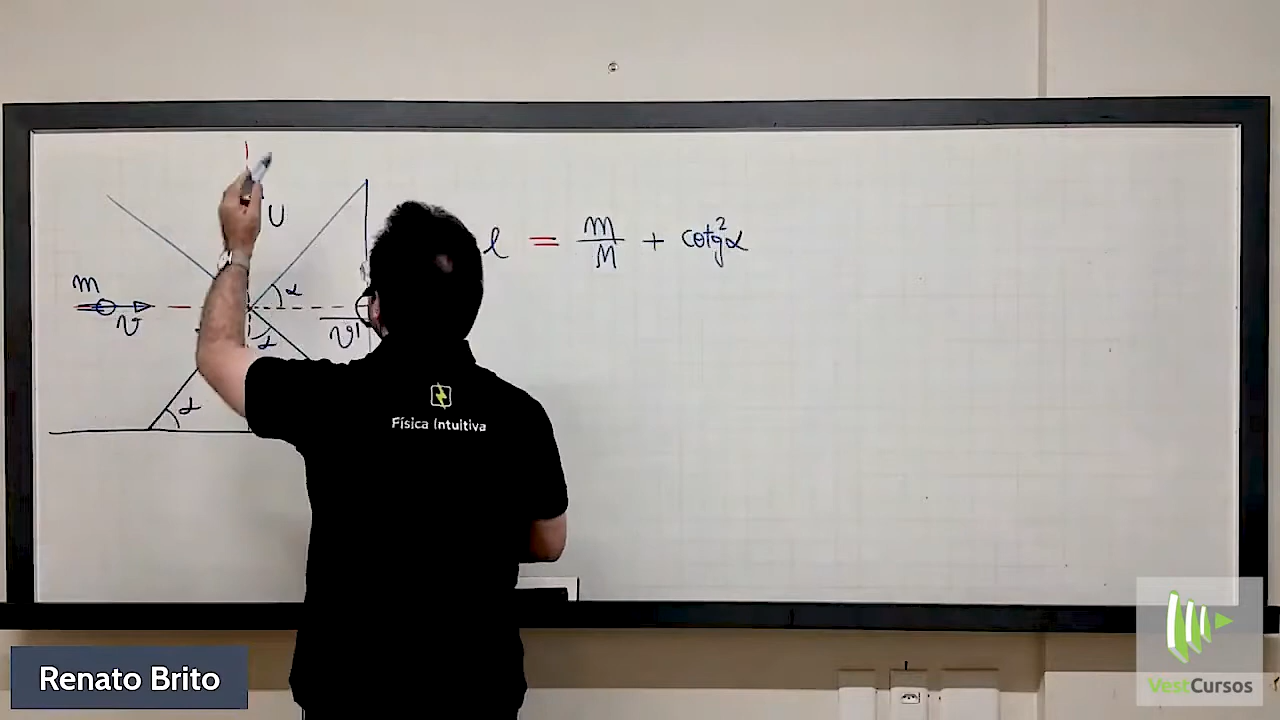 U
e = m/M + cotg²α
m
v
α
v'
α
α
Física Intuitiva
Renato Brito
VestCursos